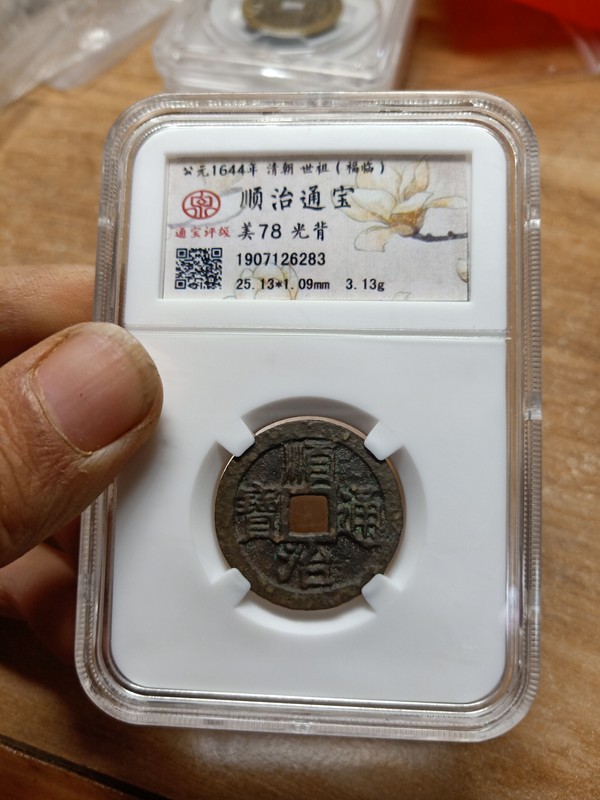 公元1644年 清朝 世祖(福临)
顺治通宝
通宝评级 美78 光背
1907126283
25.13*1.09mm 3.13g
順
寶 通
治